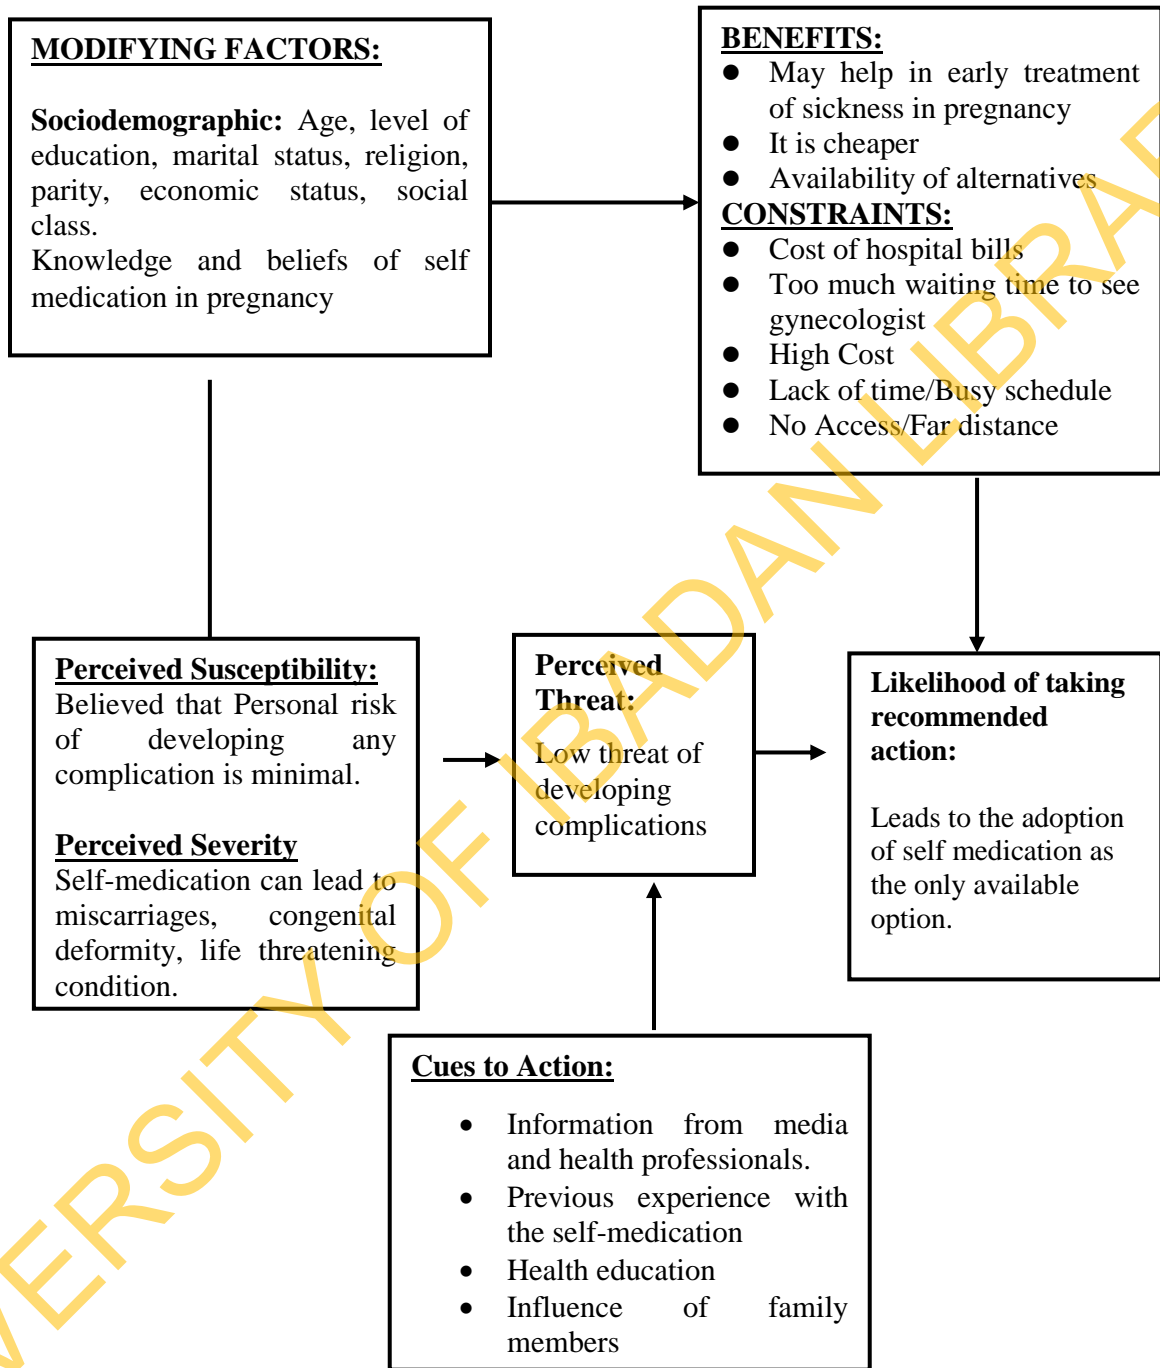 MODIFYING FACTORS:
Sociodemographic: Age, level of
education, marital status, religion,
parity, economic status, social
class.
Knowledge and beliefs of self
medication in pregnancy
BENEFITS:
● May help in early treatment
of sickness in pregnancy
● It is cheaper
● Availability of alternatives
CONSTRAINTS:
● Cost of hospital bills
● Too much waiting time to see
gynecologist
● High Cost
● Lack of time/Busy schedule
● No Access/Far distance
Perceived Susceptibility:
Believed that Personal risk
of developing any
complication is minimal.
Perceived Severity
Self-medication can lead to
miscarriages, congenital
deformity, life threatening
condition.
Perceived
Threat:
Low threat of
developing
complications
Likelihood of taking
recommended
action:
Leads to the adoption
of self medication as
the only available
option.
Cues to Action:
• Information from media
and health professionals.
• Previous experience with
the self-medication
• Health education
• Influence of family
members
VERSITY OF IBADAN LIBRAR